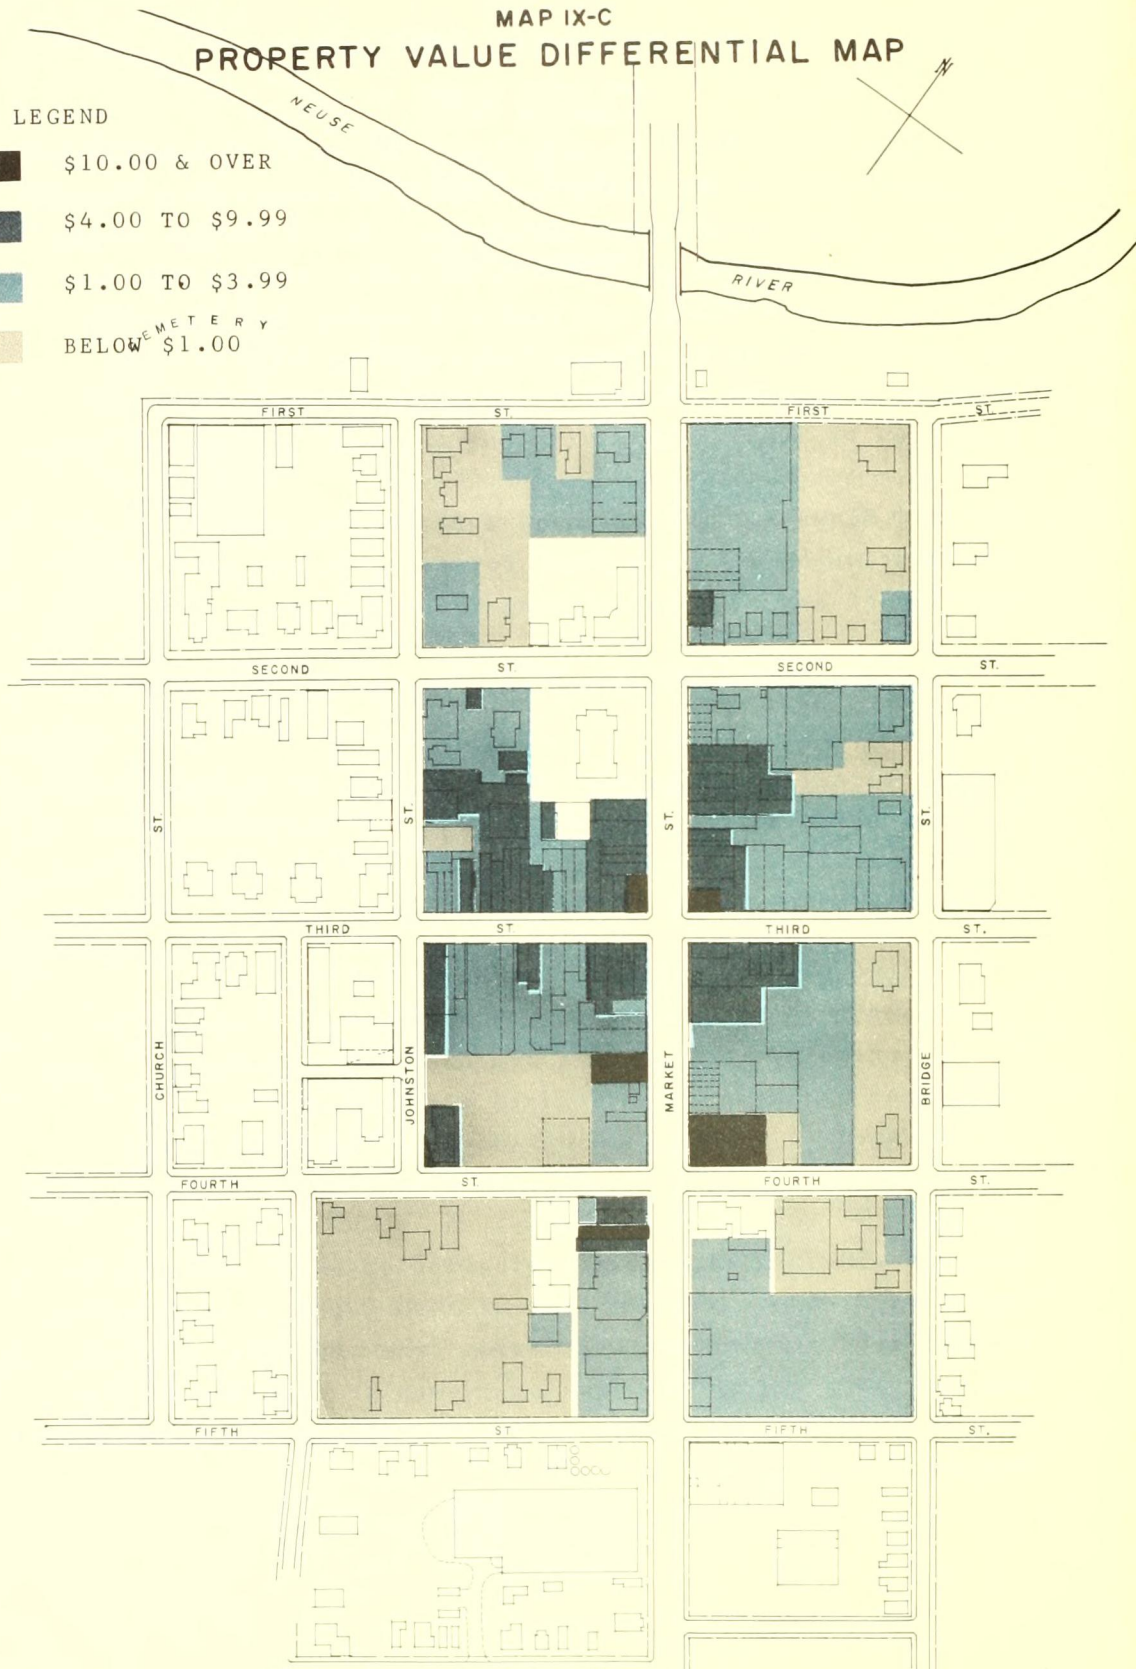 MAP IX-C
PROPERTY VALUE DIFFERENTIAL MAP
N
NEUSE
LEGEND
$10.00 & OVER
$4.00 TO $9.99
$1.00 TO $3.99
RIVER
CEMETERY
BELOW $1.00
FIRST ST. FIRST ST.
SECOND ST. SECOND ST.
ST. ST. ST. ST.
THIRD ST. THIRD ST.
CHURCH
JOHNSTON
MARKET
BRIDGE
FOURTH ST. FOURTH ST.
FIFTH ST FIFTH ST.